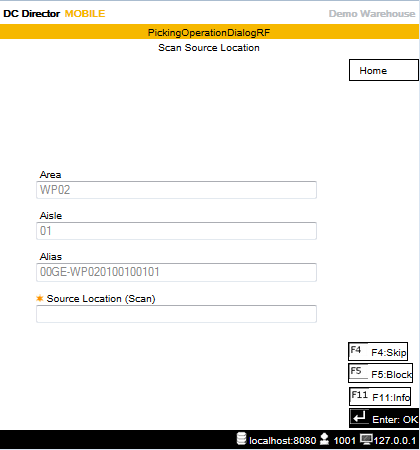 DC Director MOBILE Demo Warehouse
PickingOperationDialogRF
Scan Source Location
Home
Area
WP02
Aisle
01
Alias
00GE-WP020100100101
* Source Location (Scan)
F4 F4:Skip
F5 F5:Block
F11 F11:Info
Enter: OK
localhost:8080 1001 127.0.0.1